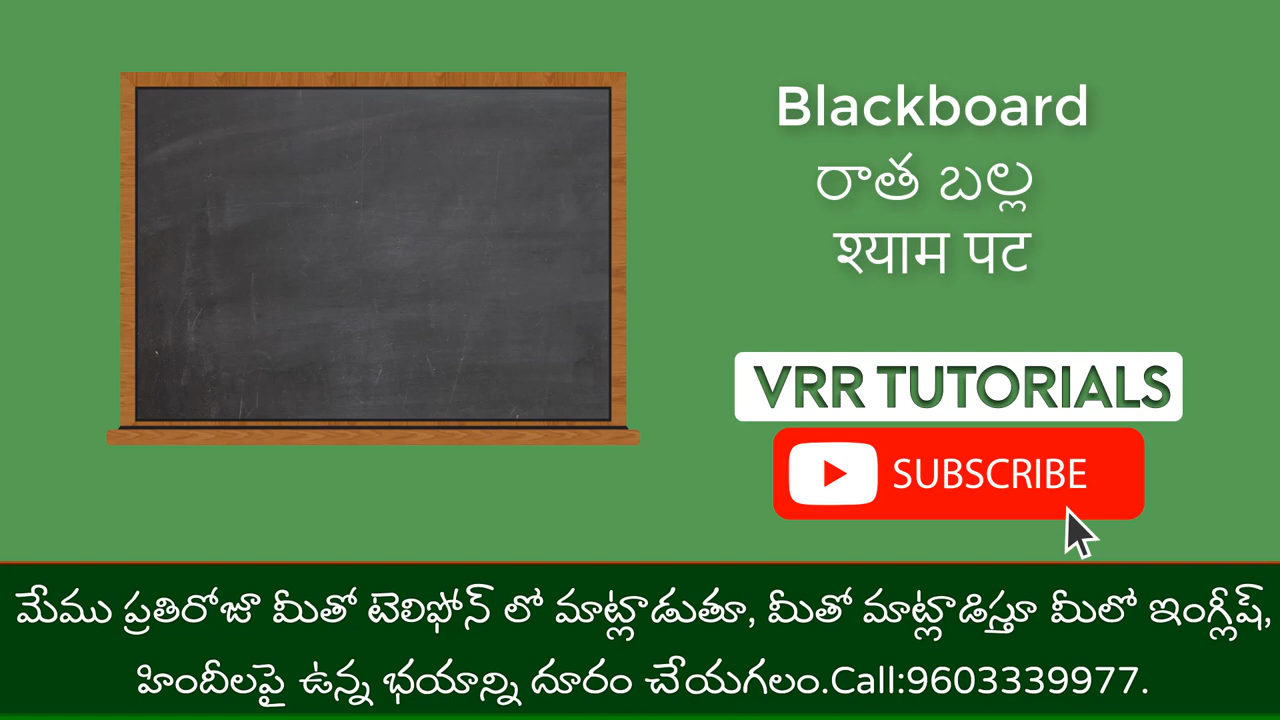 Blackboard
రాత బల్ల
श्याम पट
VRR TUTORIALS
SUBSCRIBE
మేము ప్రతిరోజూ మీతో టెలిఫోన్ లో మాట్లాడుతూ, మీతో మాట్లాడిస్తూ మీలో ఇంగ్లీష్,
హిందీలపై ఉన్న భయాన్ని దూరం చేయగలం.Call:9603339977.